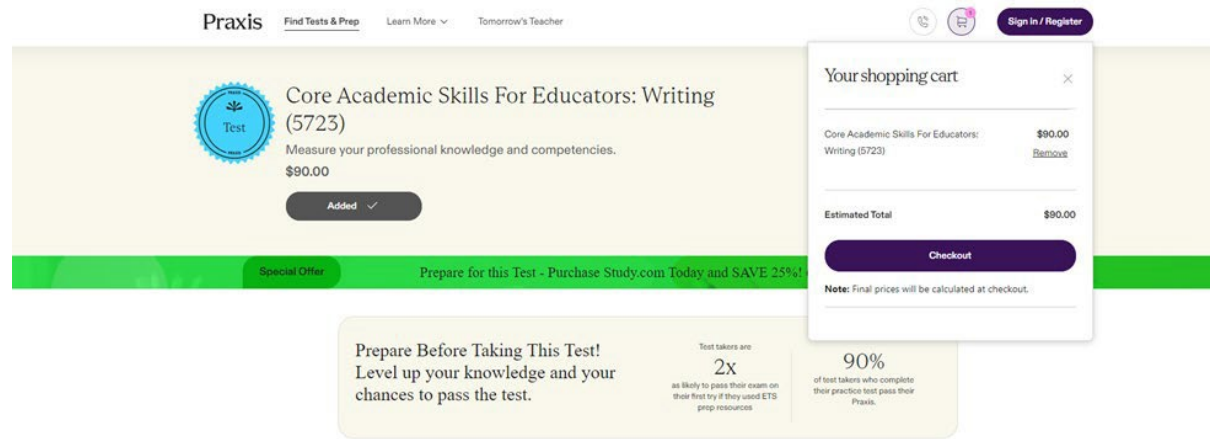 Praxis Find Tests & Prep Learn More Tomorrow's Teacher Sign in / Register
Core Academic Skills For Educators: Writing
(5723)
Measure your professional knowledge and competencies.
$90.00
Added
PRAXIS
Test
Your shopping cart
Core Academic Skills For Educators: $90.00
Writing (5723) Remove
Estimated Total $90.00
Checkout
Note: Final prices will be calculated at checkout.
Special Offer Prepare for this Test - Purchase Study.com Today and SAVE 25%!
Prepare Before Taking This Test!
Level up your knowledge and your
chances to pass the test.
Test takers are
2x
as likely to pass their exam on
their first try if they used ETS
prep resources
90%
of test takers who complete
their practice test pass their
Praxis.